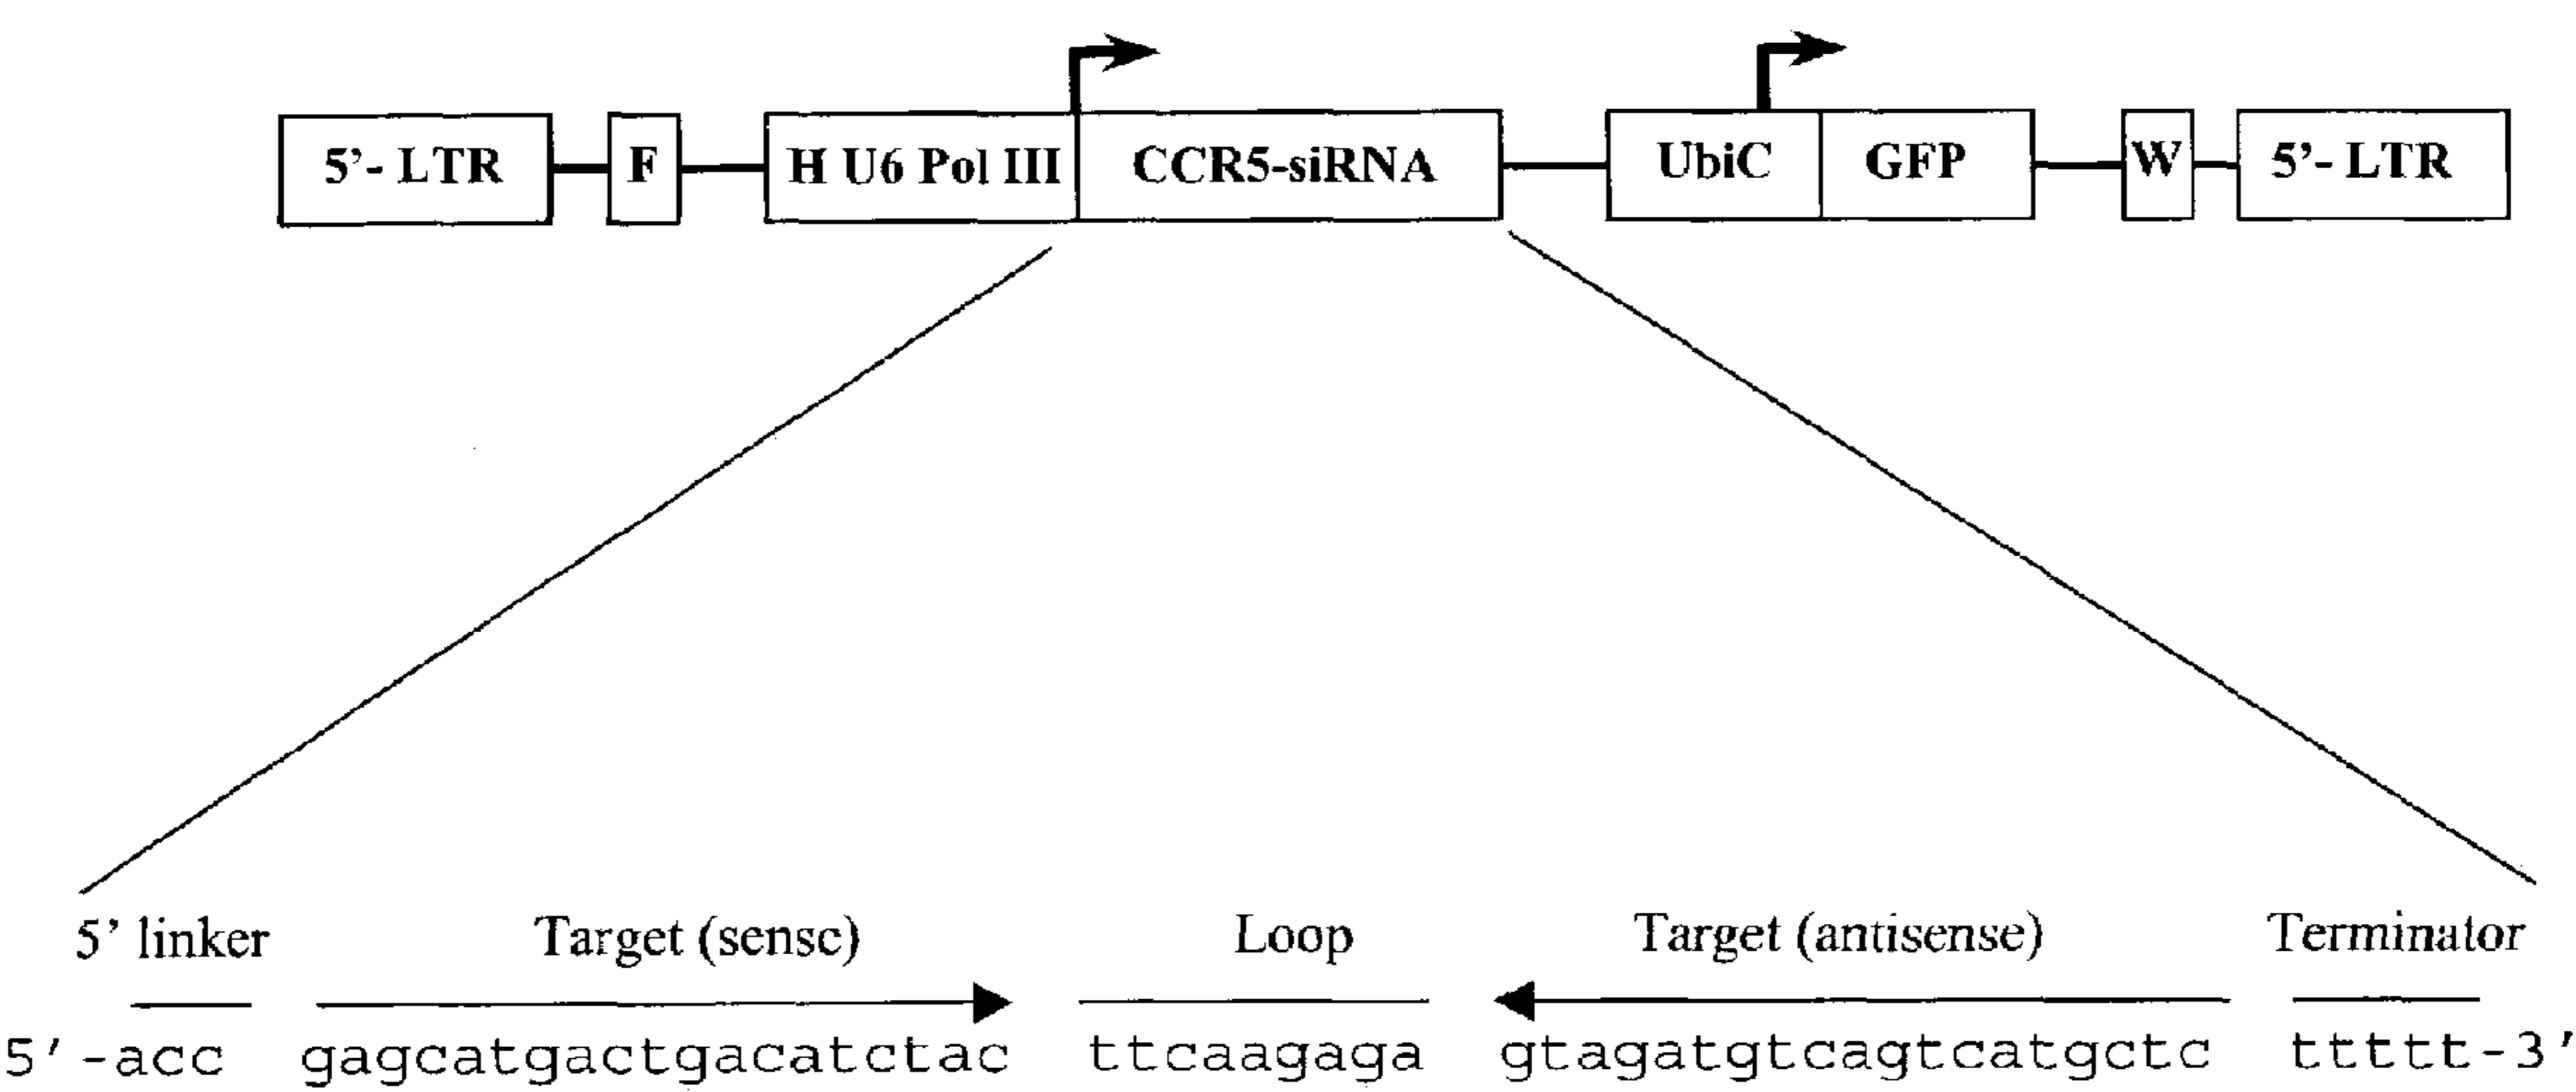 5'- LTR F H U6 Pol III CCR5-siRNA UbiC GFP W 5'- LTR
5' linker Target (sense) Loop Target (antisense) Terminator
5'-acc gagcatgactgacatctac ttcaagaga gtagatgtcagtcatgctc ttttt-3'